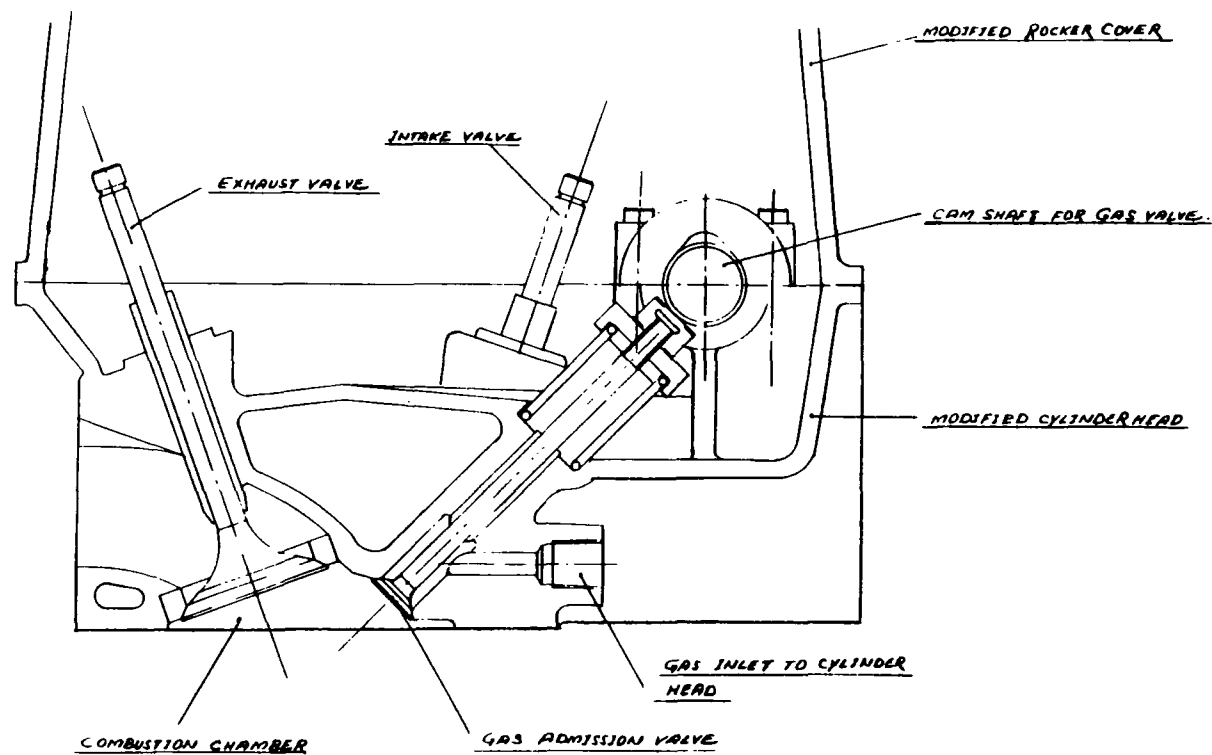 MODIFIED ROCKER COVER
INTAKE VALVE
EXHAUST VALVE
CAM SHAFT FOR GAS VALVE.
MODIFIED CYLINDER HEAD
GAS INLET TO CYLINDER
HEAD
COMBUSTION CHAMBER
GAS ADMISSION VALVE